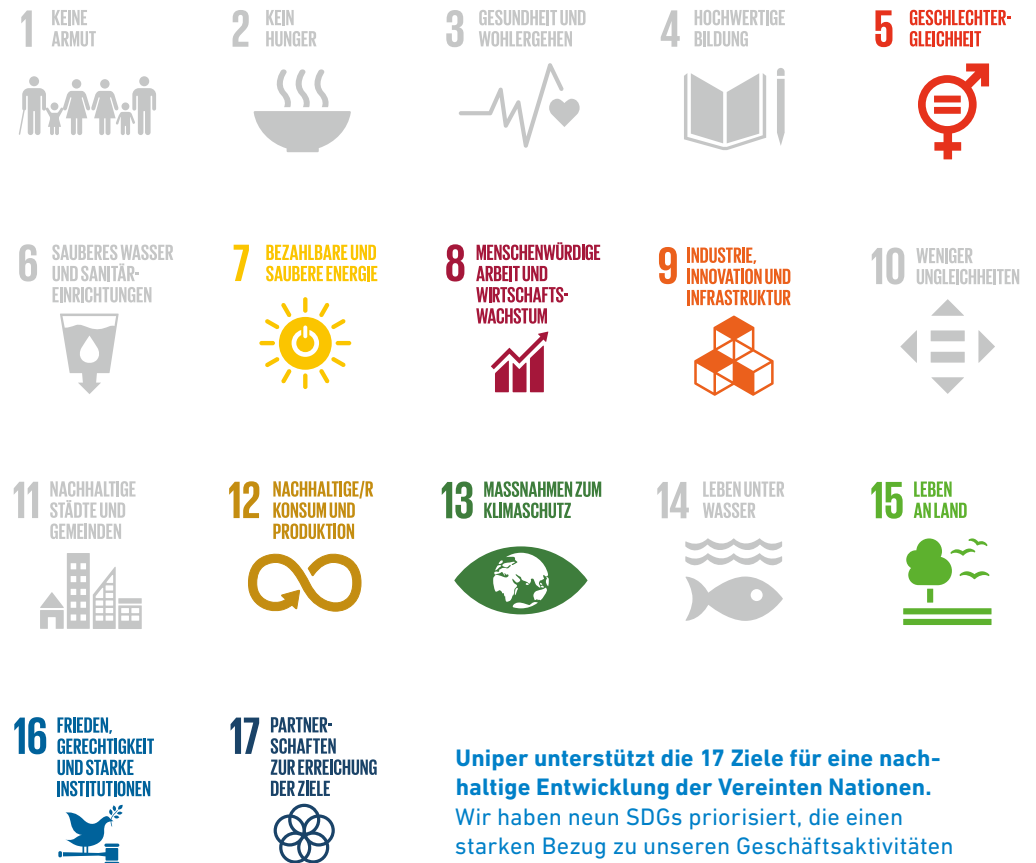 1 KEINE
ARMUT
2 KEIN
HUNGER
3 GESUNDHEIT UND
WOHLERGEHEN
4 HOCHWERTIGE
BILDUNG
5 GESCHLECHTER-
GLEICHHEIT
6 SAUBERES WASSER
UND SANITÄR-
EINRICHTUNGEN
7 BEZAHLBARE UND
SAUBERE ENERGIE
8 MENSCHENWÜRDIGE
ARBEIT UND
WIRTSCHAFTS-
WACHSTUM
9 INDUSTRIE,
INNOVATION UND
INFRASTRUKTUR
10 WENIGER
UNGLEICHHEITEN
11 NACHHALTIGE
STÄDTE UND
GEMEINDEN
12 NACHHALTIGE/R
KONSUM UND
PRODUKTION
13 MASSNAHMEN ZUM
KLIMASCHUTZ
14 LEBEN UNTER
WASSER
15 LEBEN
AN LAND
16 FRIEDEN,
GERECHTIGKEIT
UND STARKE
INSTITUTIONEN
17 PARTNER-
SCHAFTEN
ZUR ERREICHUNG
DER ZIELE
Uniper unterstützt die 17 Ziele für eine nach-
haltige Entwicklung der Vereinten Nationen.
Wir haben neun SDGs priorisiert, die einen
starken Bezug zu unseren Geschäftsaktivitäten